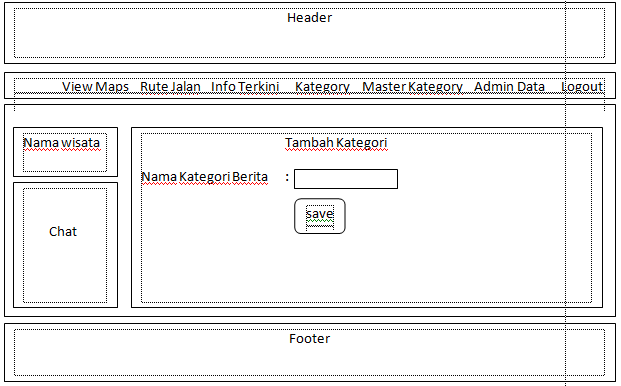 Header
View Maps Rute Jalan Info Terkini Kategory Master Kategory Admin Data Logout
Nama wisata
Chat
Tambah Kategori
Nama Kategori Berita :
save
Footer